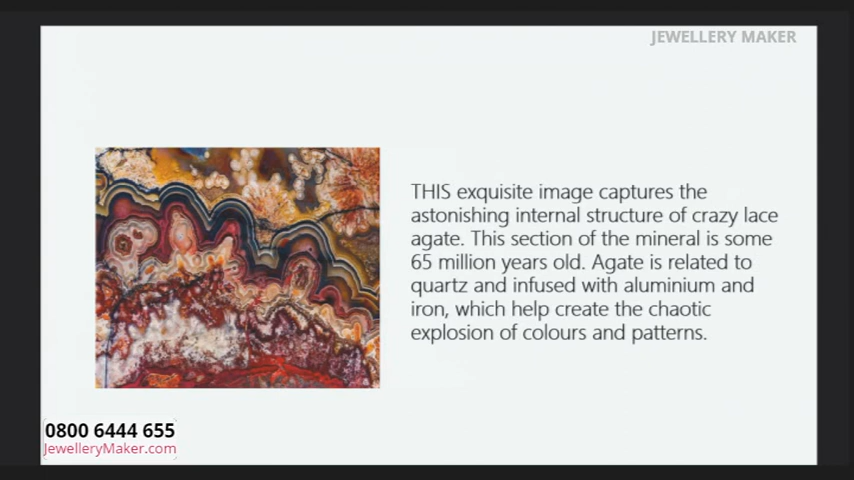 JEWELLERY MAKER
THIS exquisite image captures the
astonishing internal structure of crazy lace
agate. This section of the mineral is some
65 million years old. Agate is related to
quartz and infused with aluminium and
iron, which help create the chaotic
explosion of colours and patterns.
0800 6444 655
JewelleryMaker.com